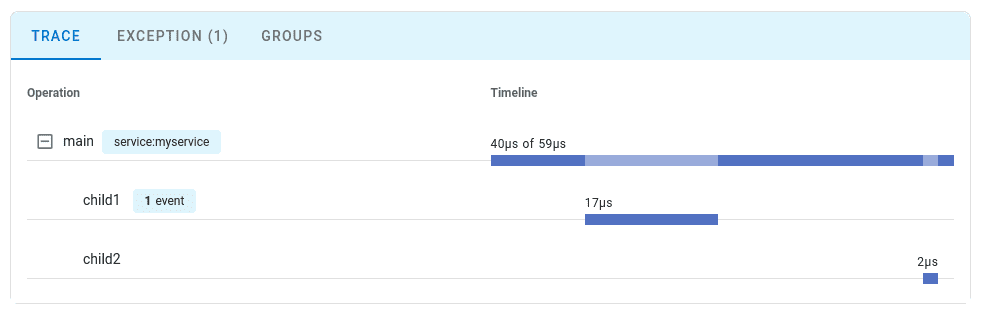 TRACE EXCEPTION (1) GROUPS
Operation Timeline
main service:myservice 40µs of 59µs
child1 1 event 17µs
child2 2µs